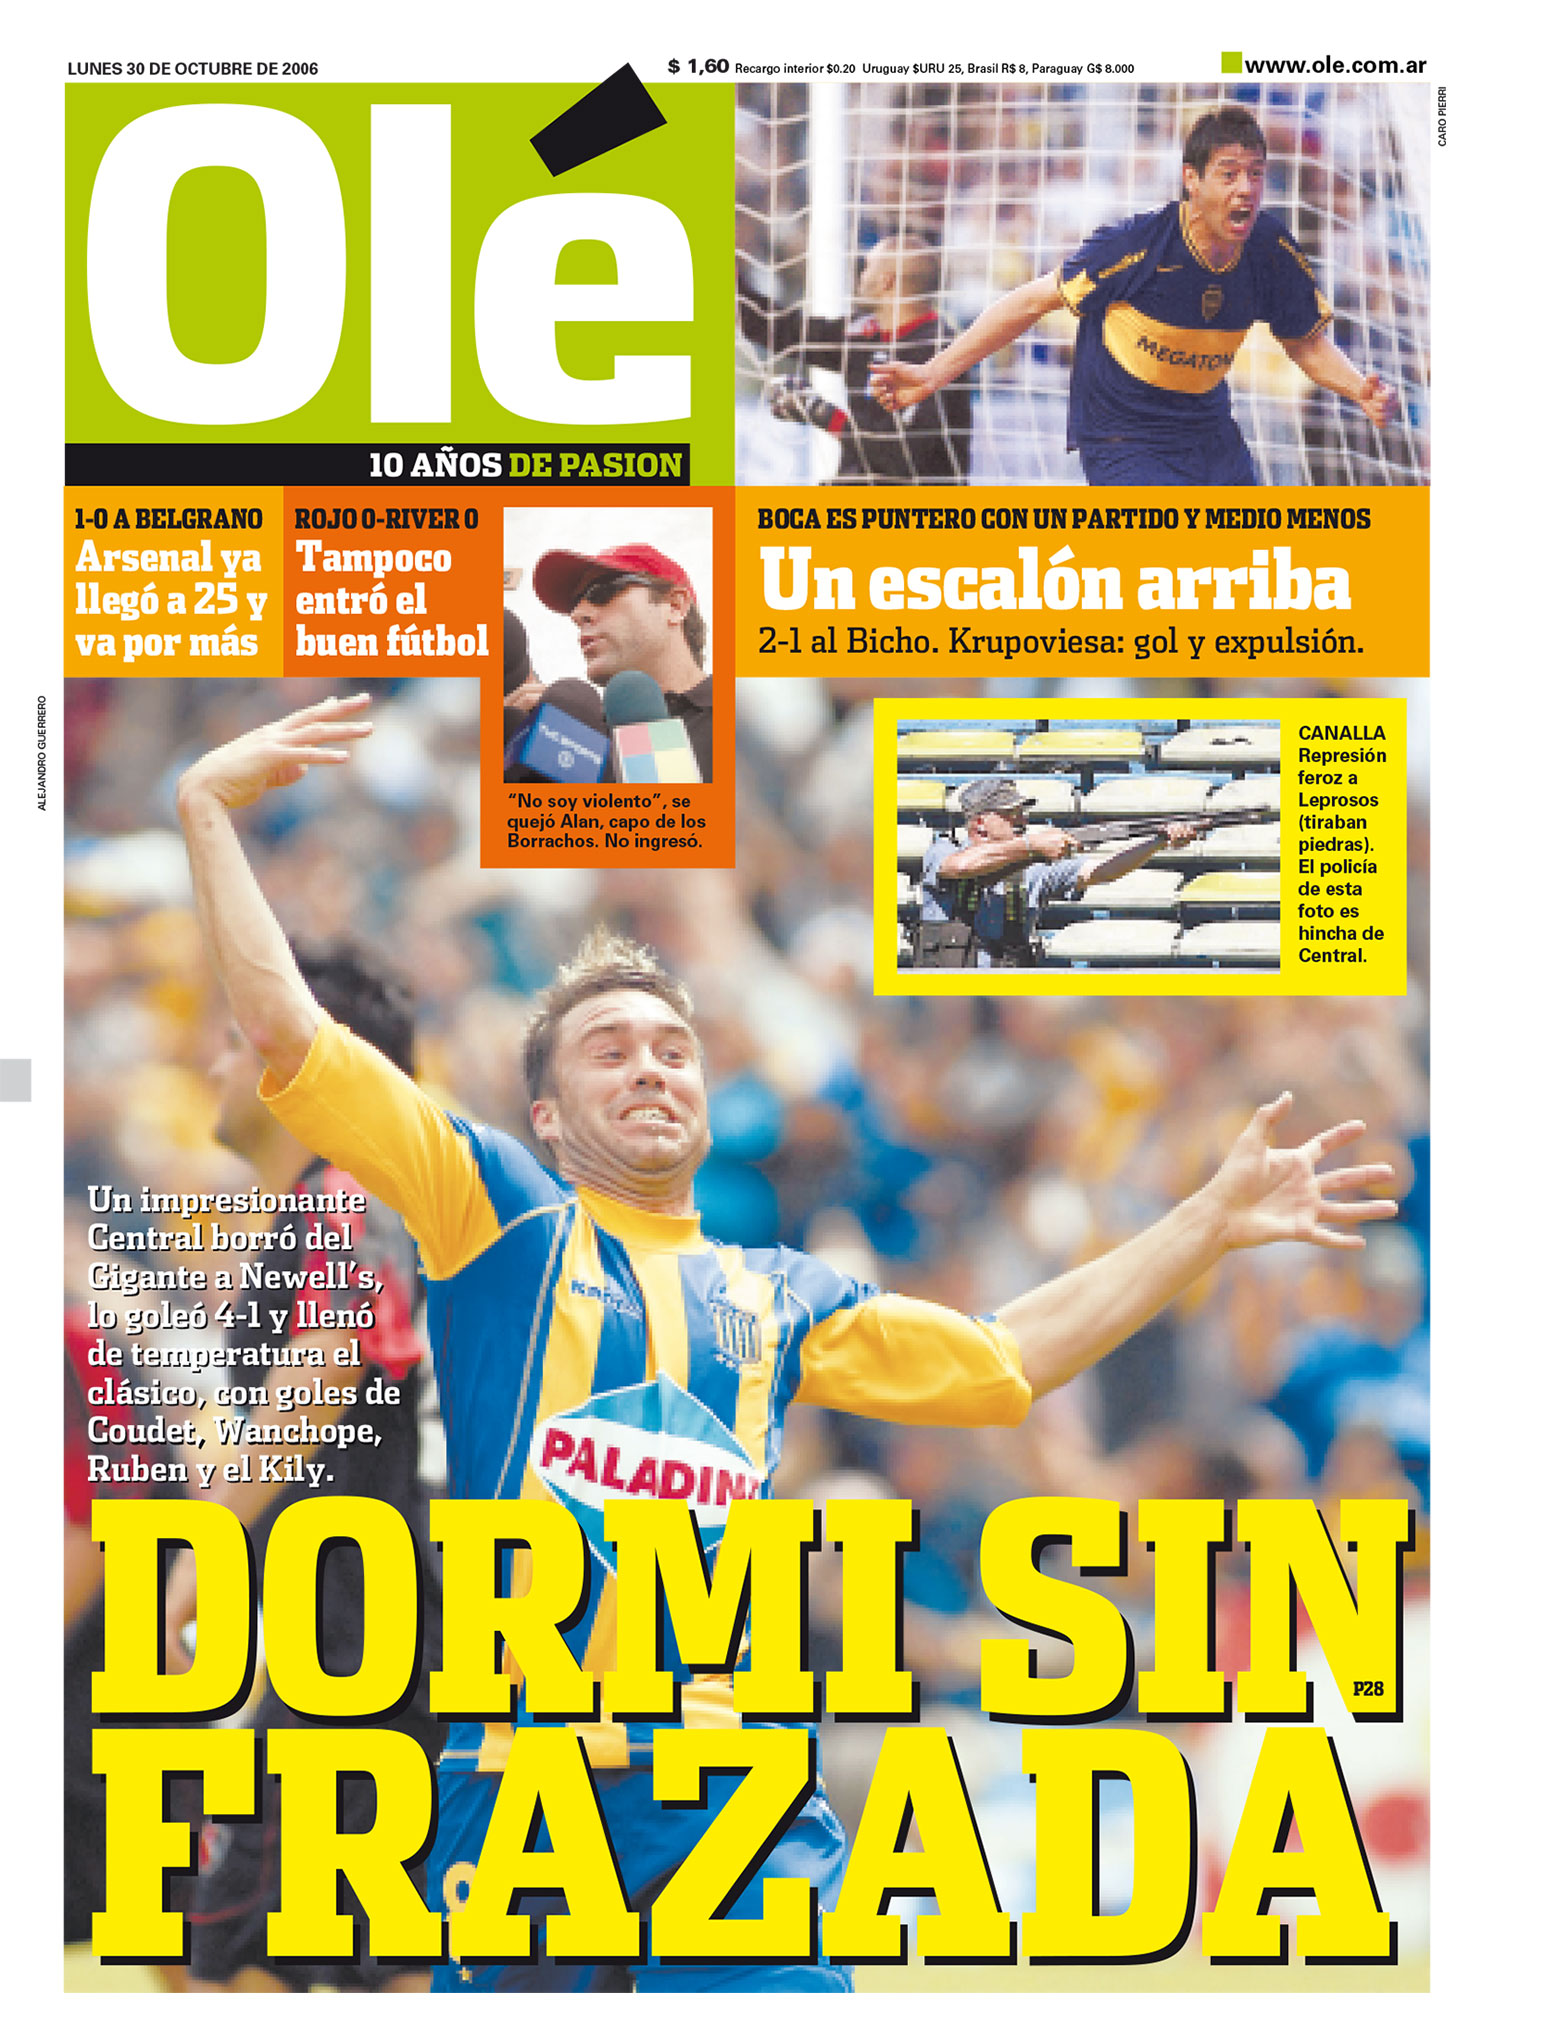 LUNES 30 DE OCTUBRE DE 2006
$ 1,60 Recargo interior $0.20 Uruguay $URU 25, Brasil R$ 8, Paraguay G$ 8.000
www.ole.com.ar
CARO PIERRI
Olé
10 AÑOS DE PASION
MEGATON
1-0 A BELGRANO
Arsenal ya
llegó a 25 y
va por más
ROJO 0-RIVER 0
Tampoco
entró el
buen fútbol
"No soy violento", se
quejó Alan, capo de los
Borrachos. No ingresó.
BOCA ES PUNTERO CON UN PARTIDO Y MEDIO MENOS
Un escalón arriba
2-1 al Bicho. Krupoviesa: gol y expulsión.
ALEJANDRO GUERRERO
CANALLA
Represión
feroz a
Leprosos
(tiraban
piedras).
El policía
de esta
foto es
hincha de
Central.
Un impresionante
Central borró del
Gigante a Newell's,
lo goleó 4-1 y llenó
de temperatura el
clásico, con goles de
Coudet, Wanchope,
Ruben y el Kily.
PALADINI
DORMI SIN
P28
FRAZADA